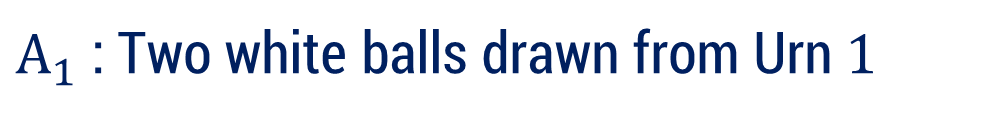 A₁ : Two white balls drawn from Urn 1